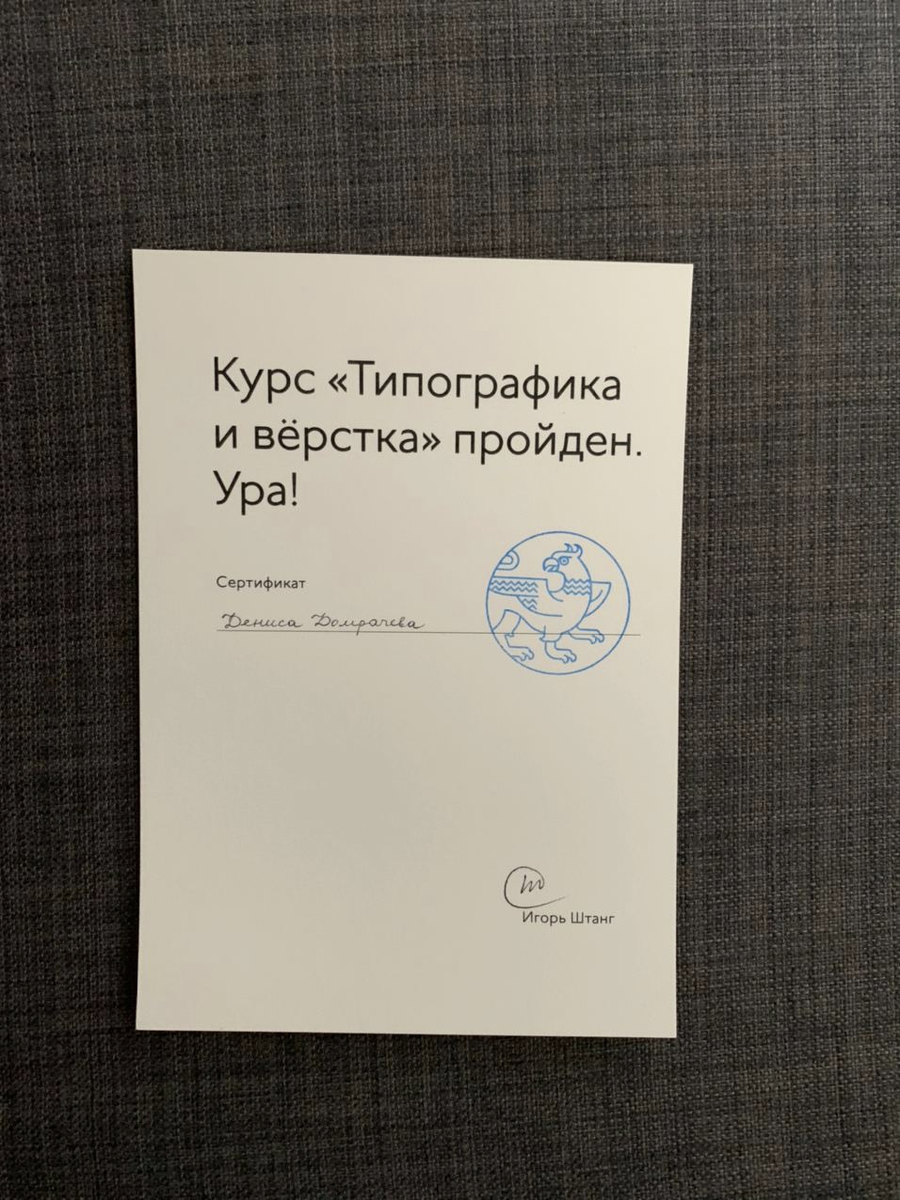 Курс «Типографика
и вёрстка» пройден.
Ура!
Сертификат
Дениса Домрачева
Игорь Штанг